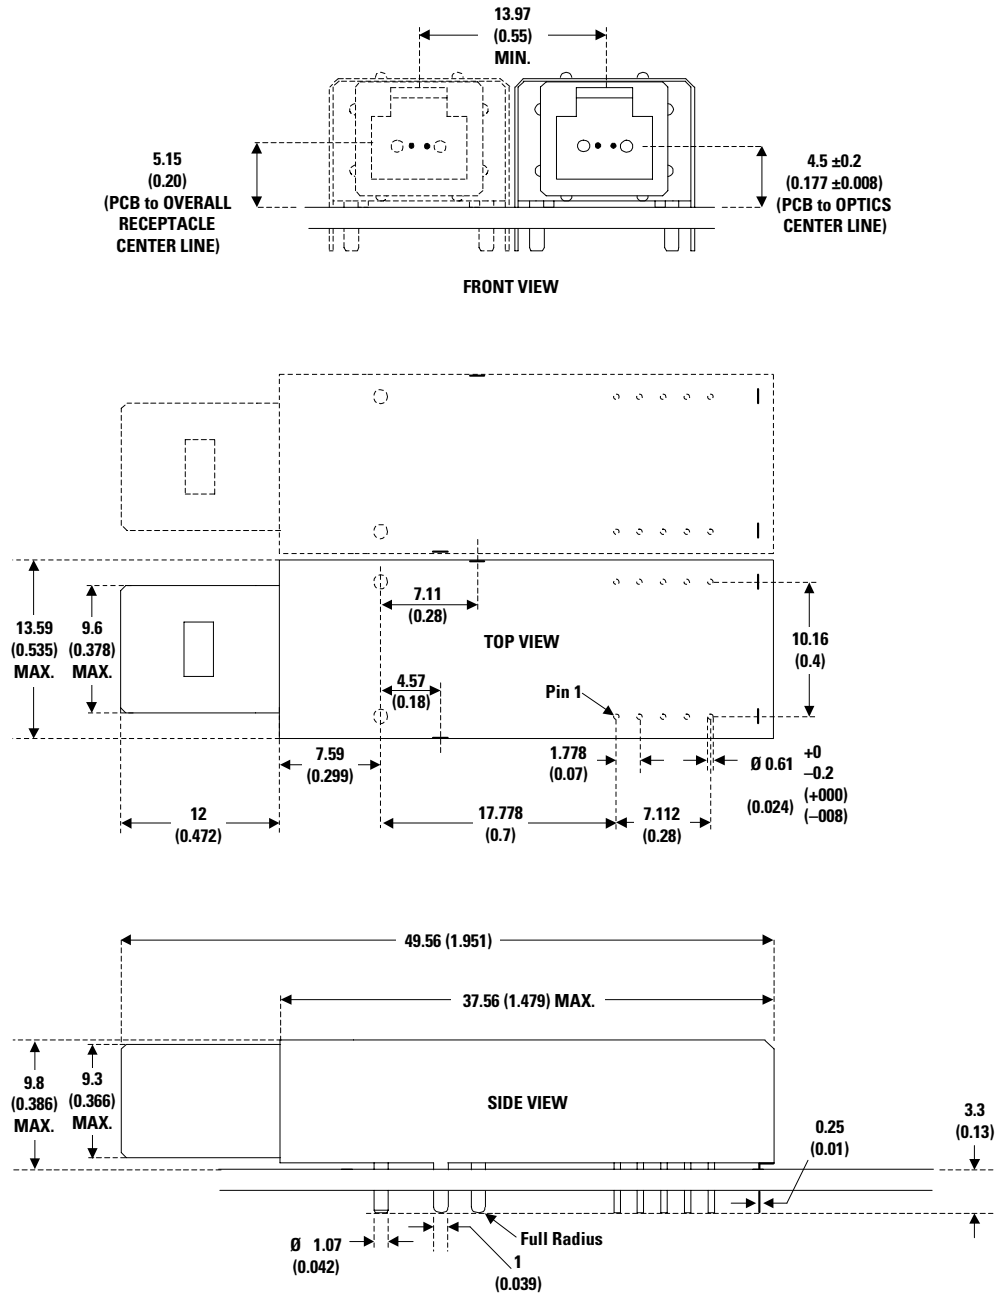 13.97
(0.55)
MIN.
5.15
(0.20)
(PCB to OVERALL
RECEPTACLE
CENTER LINE)
4.5 ±0.2
(0.177 ±0.008)
(PCB to OPTICS
CENTER LINE)
FRONT VIEW
13.59
(0.535)
MAX.
9.6
(0.378)
MAX.
7.11
(0.28)
TOP VIEW
10.16
(0.4)
4.57
(0.18)
Pin 1
7.59
(0.299)
1.778
(0.07)
Ø 0.61 +0
–0.2
(0.024) (+000)
(–008)
12
(0.472)
17.778
(0.7)
7.112
(0.28)
49.56 (1.951)
37.56 (1.479) MAX.
9.8
(0.386)
MAX.
9.3
(0.366)
MAX.
SIDE VIEW
0.25
(0.01)
3.3
(0.13)
Ø 1.07
(0.042)
Full Radius
1
(0.039)